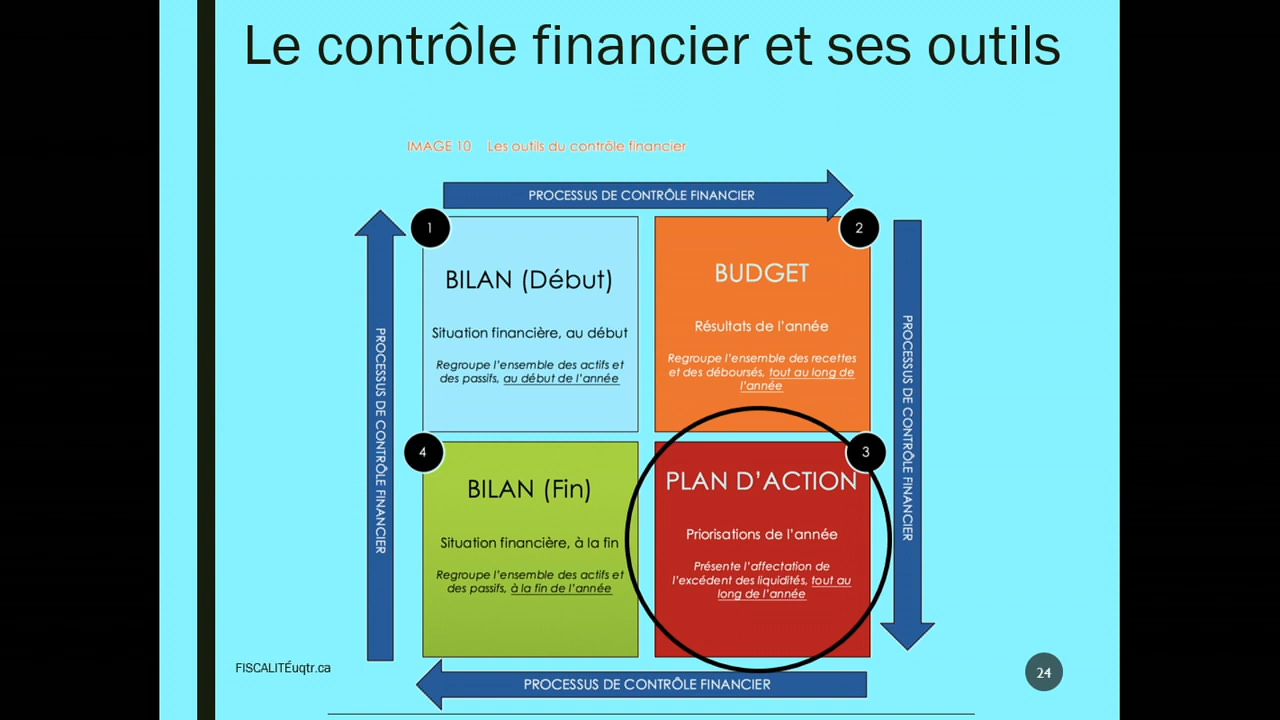 Le contrôle financier et ses outils
IMAGE 10 Les outils du contrôle financier
PROCESSUS DE CONTRÔLE FINANCIER
1
BILAN (Début)
Situation financière, au début
Regroupe l'ensemble des actifs et
des passifs, au début de l'année
2
BUDGET
Résultats de l'année
Regroupe l'ensemble des recettes
et des déboursés, tout au long de
l'année
PROCESSUS DE CONTRÔLE FINANCIER
PROCESSUS DE CONTRÔLE FINANCIER
4
BILAN (Fin)
Situation financière, à la fin
Regroupe l'ensemble des actifs et
des passifs, à la fin de l'année
3
PLAN D'ACTION
Priorisations de l'année
Présente l'affectation de
l'excédent des liquidités, tout au
long de l'année
PROCESSUS DE CONTRÔLE FINANCIER
FISCALITÉuqtr.ca
24